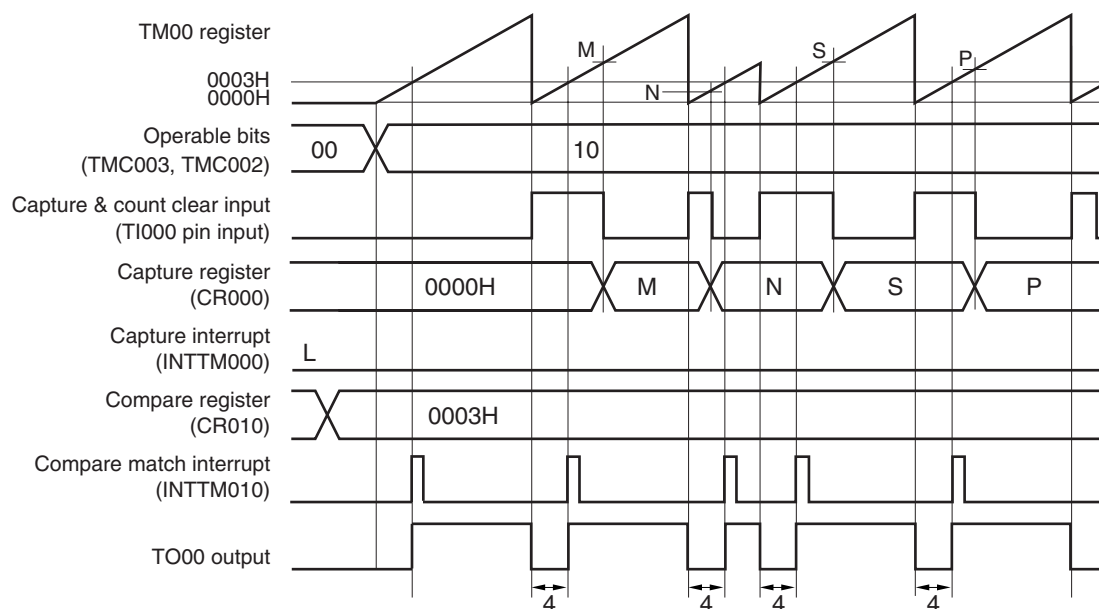 TM00 register
M
S
P
0003H
N
0000H
Operable bits
(TMC003, TMC002)
00
10
Capture & count clear input
(TI000 pin input)
Capture register
(CR000)
0000H
M
N
S
P
Capture interrupt
(INTTM000)
L
Compare register
(CR010)
0003H
Compare match interrupt
(INTTM010)
TO00 output
4
4
4
4